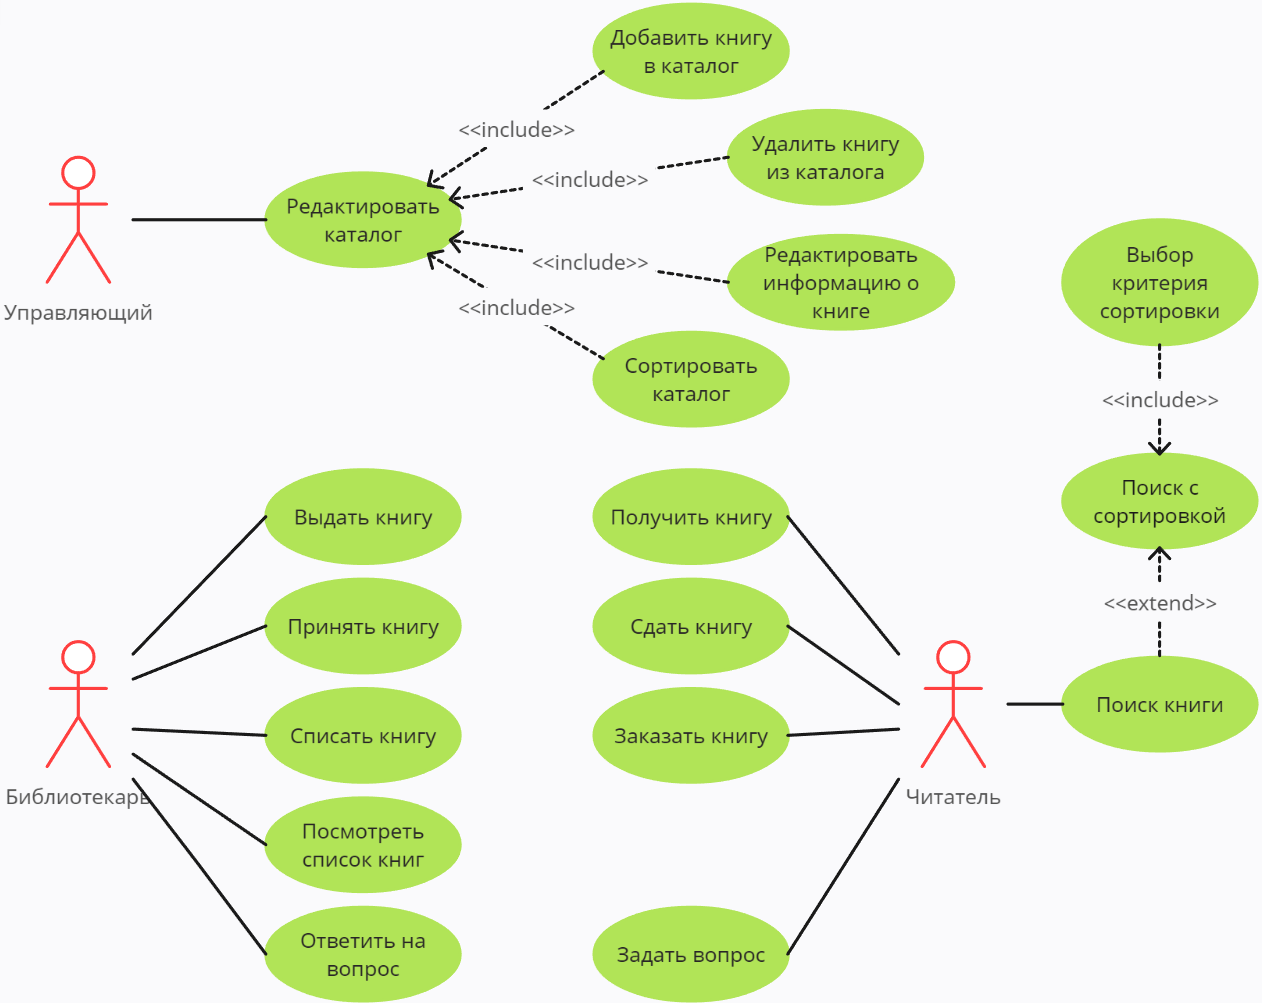 Добавить книгу
в каталог
<<include>>
Удалить книгу
из каталога
<<include>>
Редактировать
каталог
Управляющий
Редактировать
информацию о
книге
<<include>>
<<include>>
Сортировать
каталог
Выбор
критерия
сортировки
<<include>>
Поиск с
сортировкой
<<extend>>
Поиск книги
Выдать книгу
Принять книгу
Списать книгу
Посмотреть
список книг
Ответить на
вопрос
Библиотекарь
Получить книгу
Сдать книгу
Заказать книгу
Задать вопрос
Читатель